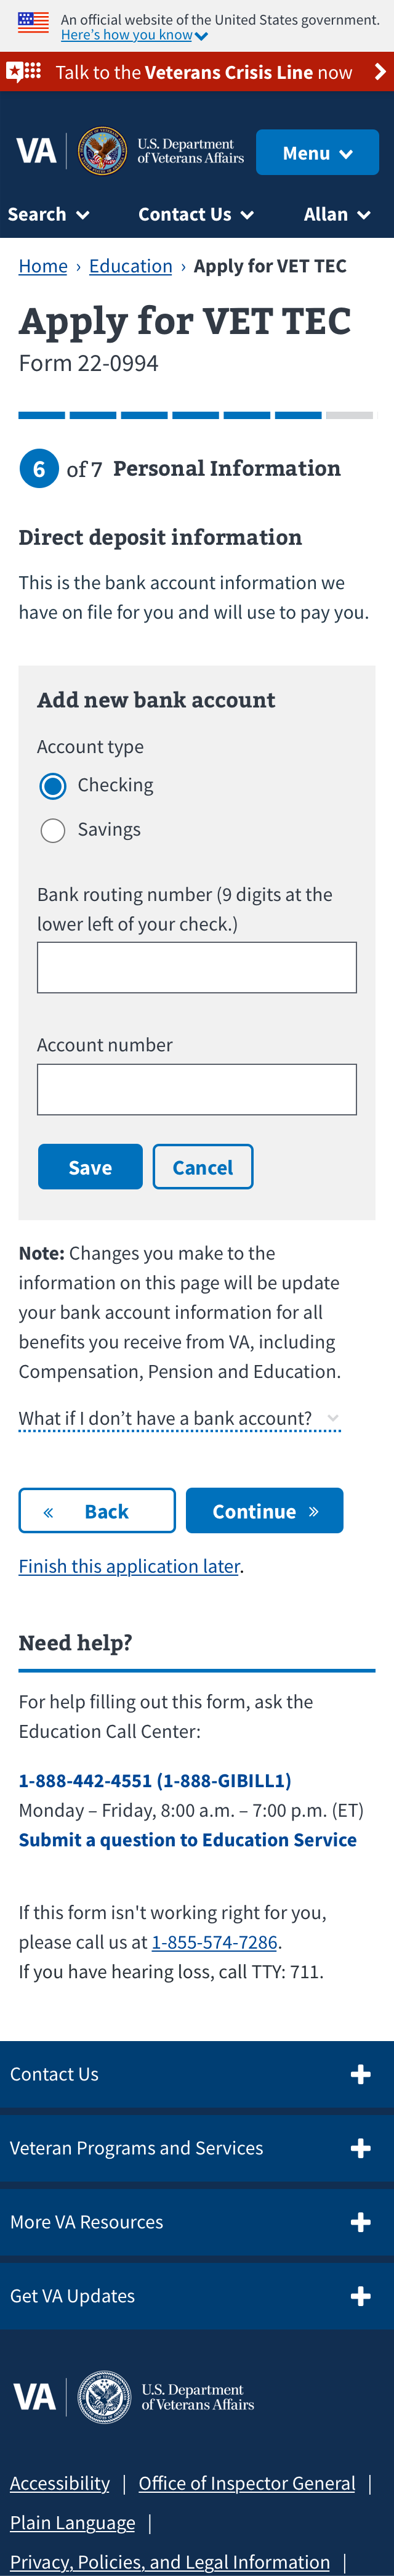 An official website of the United States government.
Here's how you know
Talk to the Veterans Crisis Line now
VA
U.S. Department
of Veterans Affairs
Menu
Search
Contact Us
Allan
Home › Education › Apply for VET TEC
Apply for VET TEC
Form 22-0994
6 of 7 Personal Information
Direct deposit information
This is the bank account information we
have on file for you and will use to pay you.
Add new bank account
Account type
Checking
Savings
Bank routing number (9 digits at the
lower left of your check.)
Account number
Save
Cancel
Note: Changes you make to the
information on this page will be update
your bank account information for all
benefits you receive from VA, including
Compensation, Pension and Education.
What if I don't have a bank account?
« Back
Continue »
Finish this application later.
Need help?
For help filling out this form, ask the
Education Call Center:
1-888-442-4551 (1-888-GIBILL1)
Monday – Friday, 8:00 a.m. – 7:00 p.m. (ET)
Submit a question to Education Service
If this form isn't working right for you,
please call us at 1-855-574-7286.
If you have hearing loss, call TTY: 711.
Contact Us
Veteran Programs and Services
More VA Resources
Get VA Updates
VA
U.S. Department
of Veterans Affairs
Accessibility | Office of Inspector General |
Plain Language |
Privacy, Policies, and Legal Information |